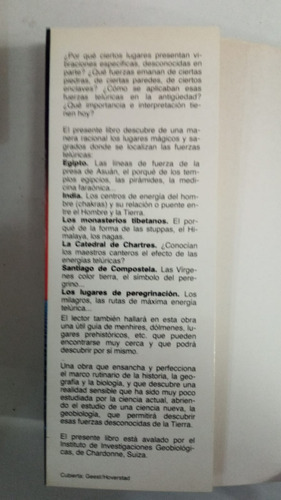 ¿Por qué ciertos lugares presentan vi-
braciones específicas, desconocidas en
parte? ¿Qué fuerzas emanan de ciertas
piedras, de ciertas paredes, de ciertos
enclaves? ¿Cómo se aplicaban esas
fuerzas telúricas en la antigüedad?
¿Qué importancia e interpretación tie-
nen hoy?
El presente libro descubre de una ma-
nera racional los lugares mágicos y sa-
grados donde se localizan las fuerzas
telúricas:
Egipto. Las líneas de fuerza de la
presa de Asuán, el porqué de los tem-
plos egipcios, las pirámides, la medi-
cina faraónica...
India. Los centros de energía del hom-
bre (chakras) y su relación o puente en-
tre el Hombre y la Tierra.
Los monasterios tibetanos. El por-
qué de la forma de las stuppas, el Hi-
malaya, los nagas.
La Catedral de Chartres. ¿Conocían
los maestros canteros el efecto de las
energías telúricas?
Santiago de Compostela. Las Vírge-
nes color tierra, el símbolo del pere-
grino...
Los lugares de peregrinación. Los
milagros, las rutas de máxima energía
telúrica...
El lector también hallará en esta obra
una útil guía de menhires, dólmenes, lu-
gares prehistóricos, etc. que pueden
encontrarse muy cerca y que podrá
descubrir por sí mismo.
Una obra que ensancha y perfecciona
el marco rutinario de la historia, la geo-
grafía y la biología, y que descubre una
realidad sensible que ha sido muy poco
estudiada por la ciencia actual, abrien-
do el estudio de una ciencia nueva, la
geobiología, que permitirá descubrir
esas fuerzas desconocidas de la Tierra.
El presente libro está avalado por el
Instituto de Investigaciones Geobiológi-
cas, de Chardonne, Suiza.
Cubierta: Geest/Hoverstad